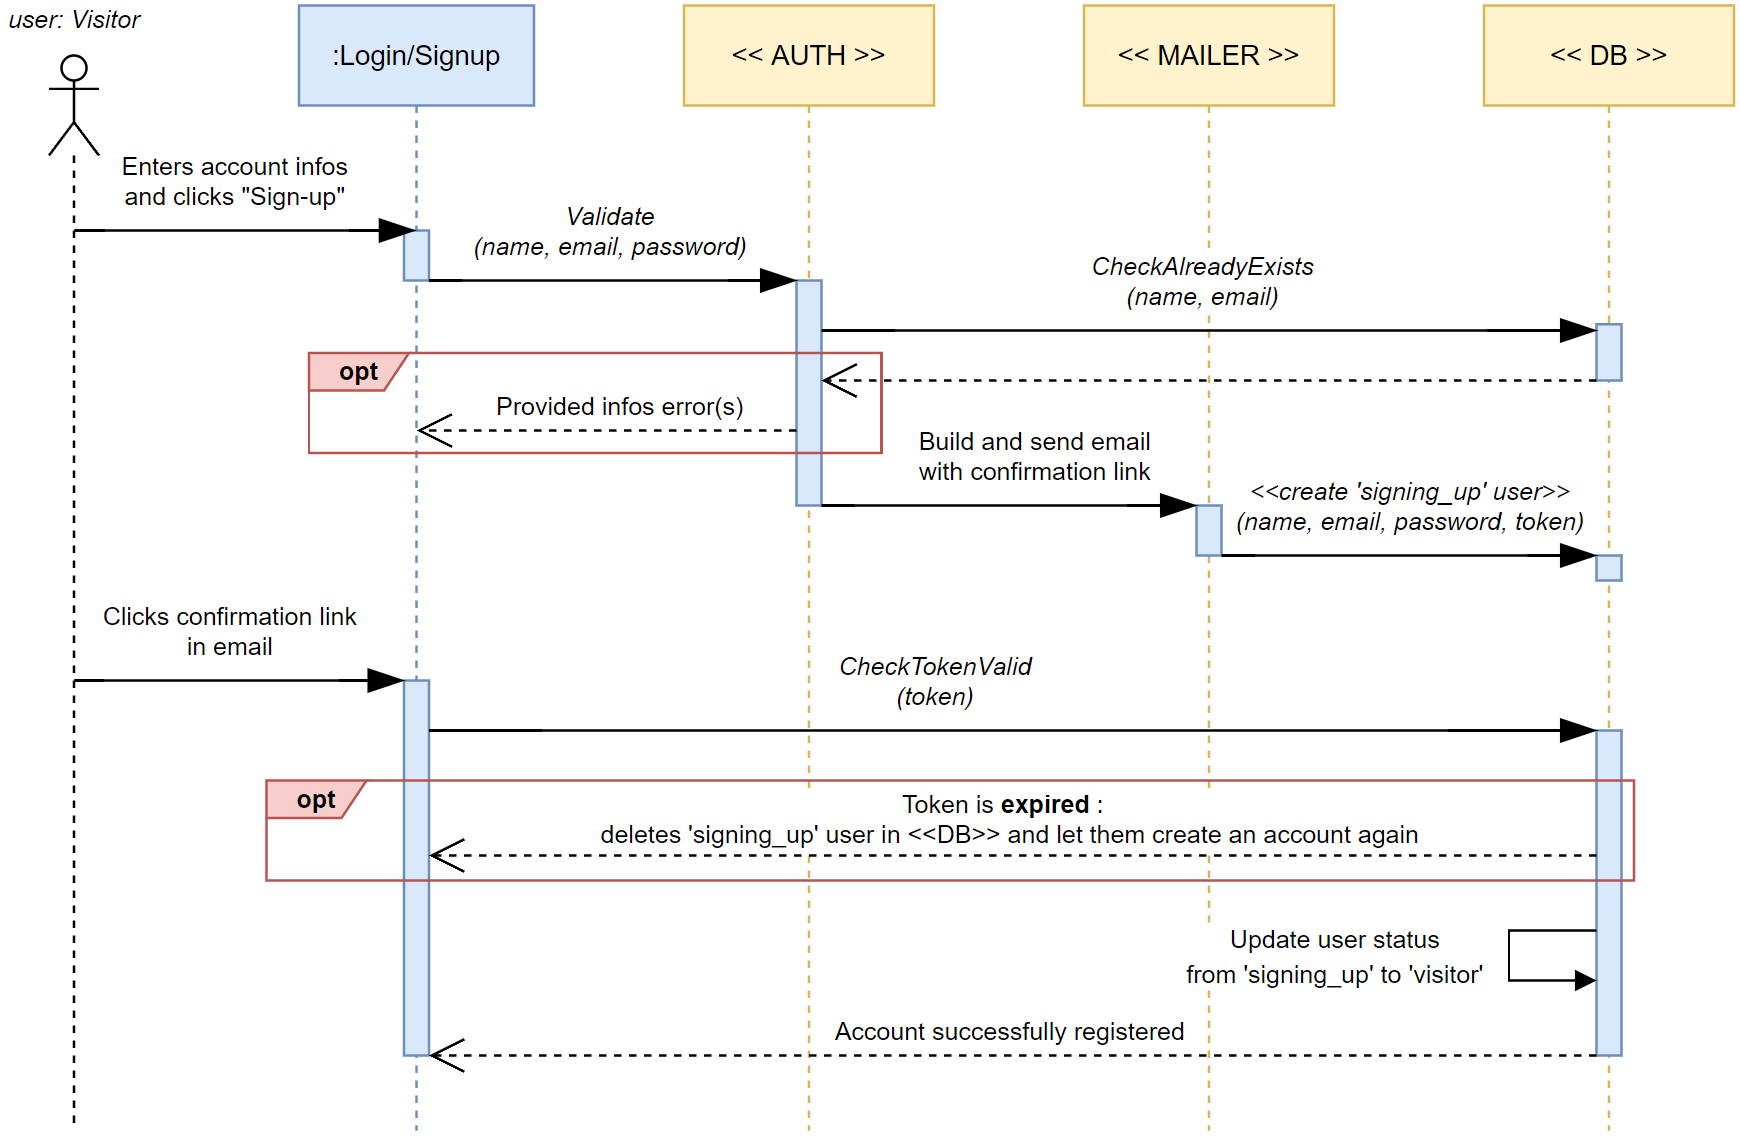 user: Visitor
:Login/Signup
<< AUTH >>
<< MAILER >>
<< DB >>
Enters account infos
and clicks "Sign-up"
Validate
(name, email, password)
CheckAlreadyExists
(name, email)
opt
Provided infos error(s)
Build and send email
with confirmation link
<<create 'signing_up' user>>
(name, email, password, token)
Clicks confirmation link
in email
CheckTokenValid
(token)
opt
Token is expired :
deletes 'signing_up' user in <<DB>> and let them create an account again
Update user status
from 'signing_up' to 'visitor'
Account successfully registered